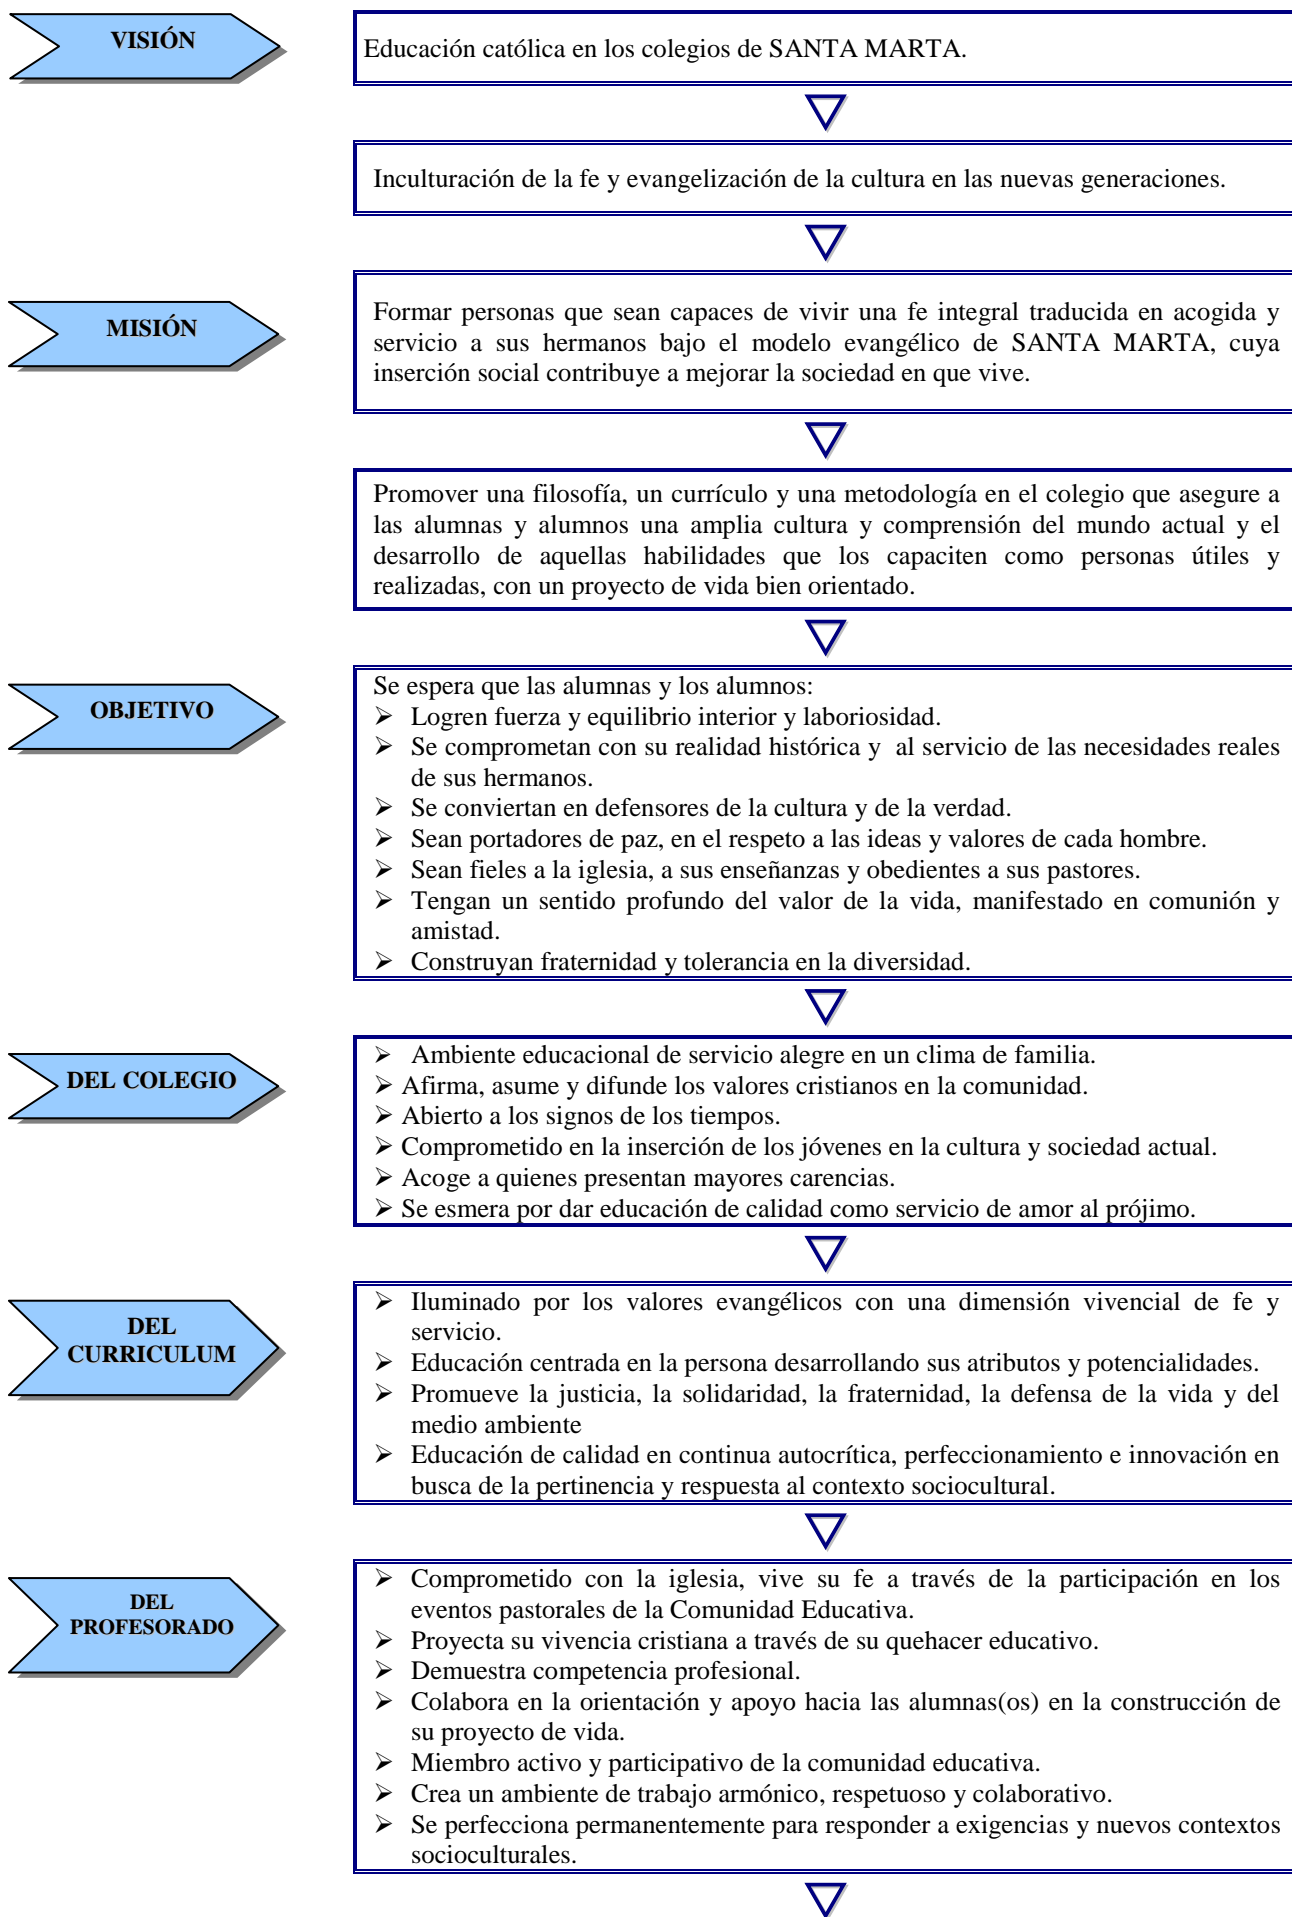 VISIÓN
Educación católica en los colegios de SANTA MARTA.
Inculturación de la fe y evangelización de la cultura en las nuevas generaciones.
MISIÓN
Formar personas que sean capaces de vivir una fe integral traducida en acogida y
servicio a sus hermanos bajo el modelo evangélico de SANTA MARTA, cuya
inserción social contribuye a mejorar la sociedad en que vive.
Promover una filosofía, un currículo y una metodología en el colegio que asegure a
las alumnas y alumnos una amplia cultura y comprensión del mundo actual y el
desarrollo de aquellas habilidades que los capaciten como personas útiles y
realizadas, con un proyecto de vida bien orientado.
OBJETIVO
Se espera que las alumnas y los alumnos:
➢ Logren fuerza y equilibrio interior y laboriosidad.
➢ Se comprometan con su realidad histórica y al servicio de las necesidades reales
de sus hermanos.
➢ Se conviertan en defensores de la cultura y de la verdad.
➢ Sean portadores de paz, en el respeto a las ideas y valores de cada hombre.
➢ Sean fieles a la iglesia, a sus enseñanzas y obedientes a sus pastores.
➢ Tengan un sentido profundo del valor de la vida, manifestado en comunión y
amistad.
➢ Construyan fraternidad y tolerancia en la diversidad.
DEL COLEGIO
➢ Ambiente educacional de servicio alegre en un clima de familia.
➢ Afirma, asume y difunde los valores cristianos en la comunidad.
➢ Abierto a los signos de los tiempos.
➢ Comprometido en la inserción de los jóvenes en la cultura y sociedad actual.
➢ Acoge a quienes presentan mayores carencias.
➢ Se esmera por dar educación de calidad como servicio de amor al prójimo.
DEL
CURRICULUM
➢ Iluminado por los valores evangélicos con una dimensión vivencial de fe y
servicio.
➢ Educación centrada en la persona desarrollando sus atributos y potencialidades.
➢ Promueve la justicia, la solidaridad, la fraternidad, la defensa de la vida y del
medio ambiente
➢ Educación de calidad en continua autocrítica, perfeccionamiento e innovación en
busca de la pertinencia y respuesta al contexto sociocultural.
DEL
PROFESORADO
➢ Comprometido con la iglesia, vive su fe a través de la participación en los
eventos pastorales de la Comunidad Educativa.
➢ Proyecta su vivencia cristiana a través de su quehacer educativo.
➢ Demuestra competencia profesional.
➢ Colabora en la orientación y apoyo hacia las alumnas(os) en la construcción de
su proyecto de vida.
➢ Miembro activo y participativo de la comunidad educativa.
➢ Crea un ambiente de trabajo armónico, respetuoso y colaborativo.
➢ Se perfecciona permanentemente para responder a exigencias y nuevos contextos
socioculturales.